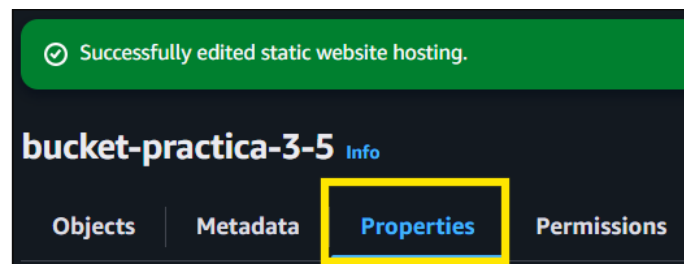 Successfully edited static website hosting.
bucket-practica-3-5 Info
Objects Metadata Properties Permissions